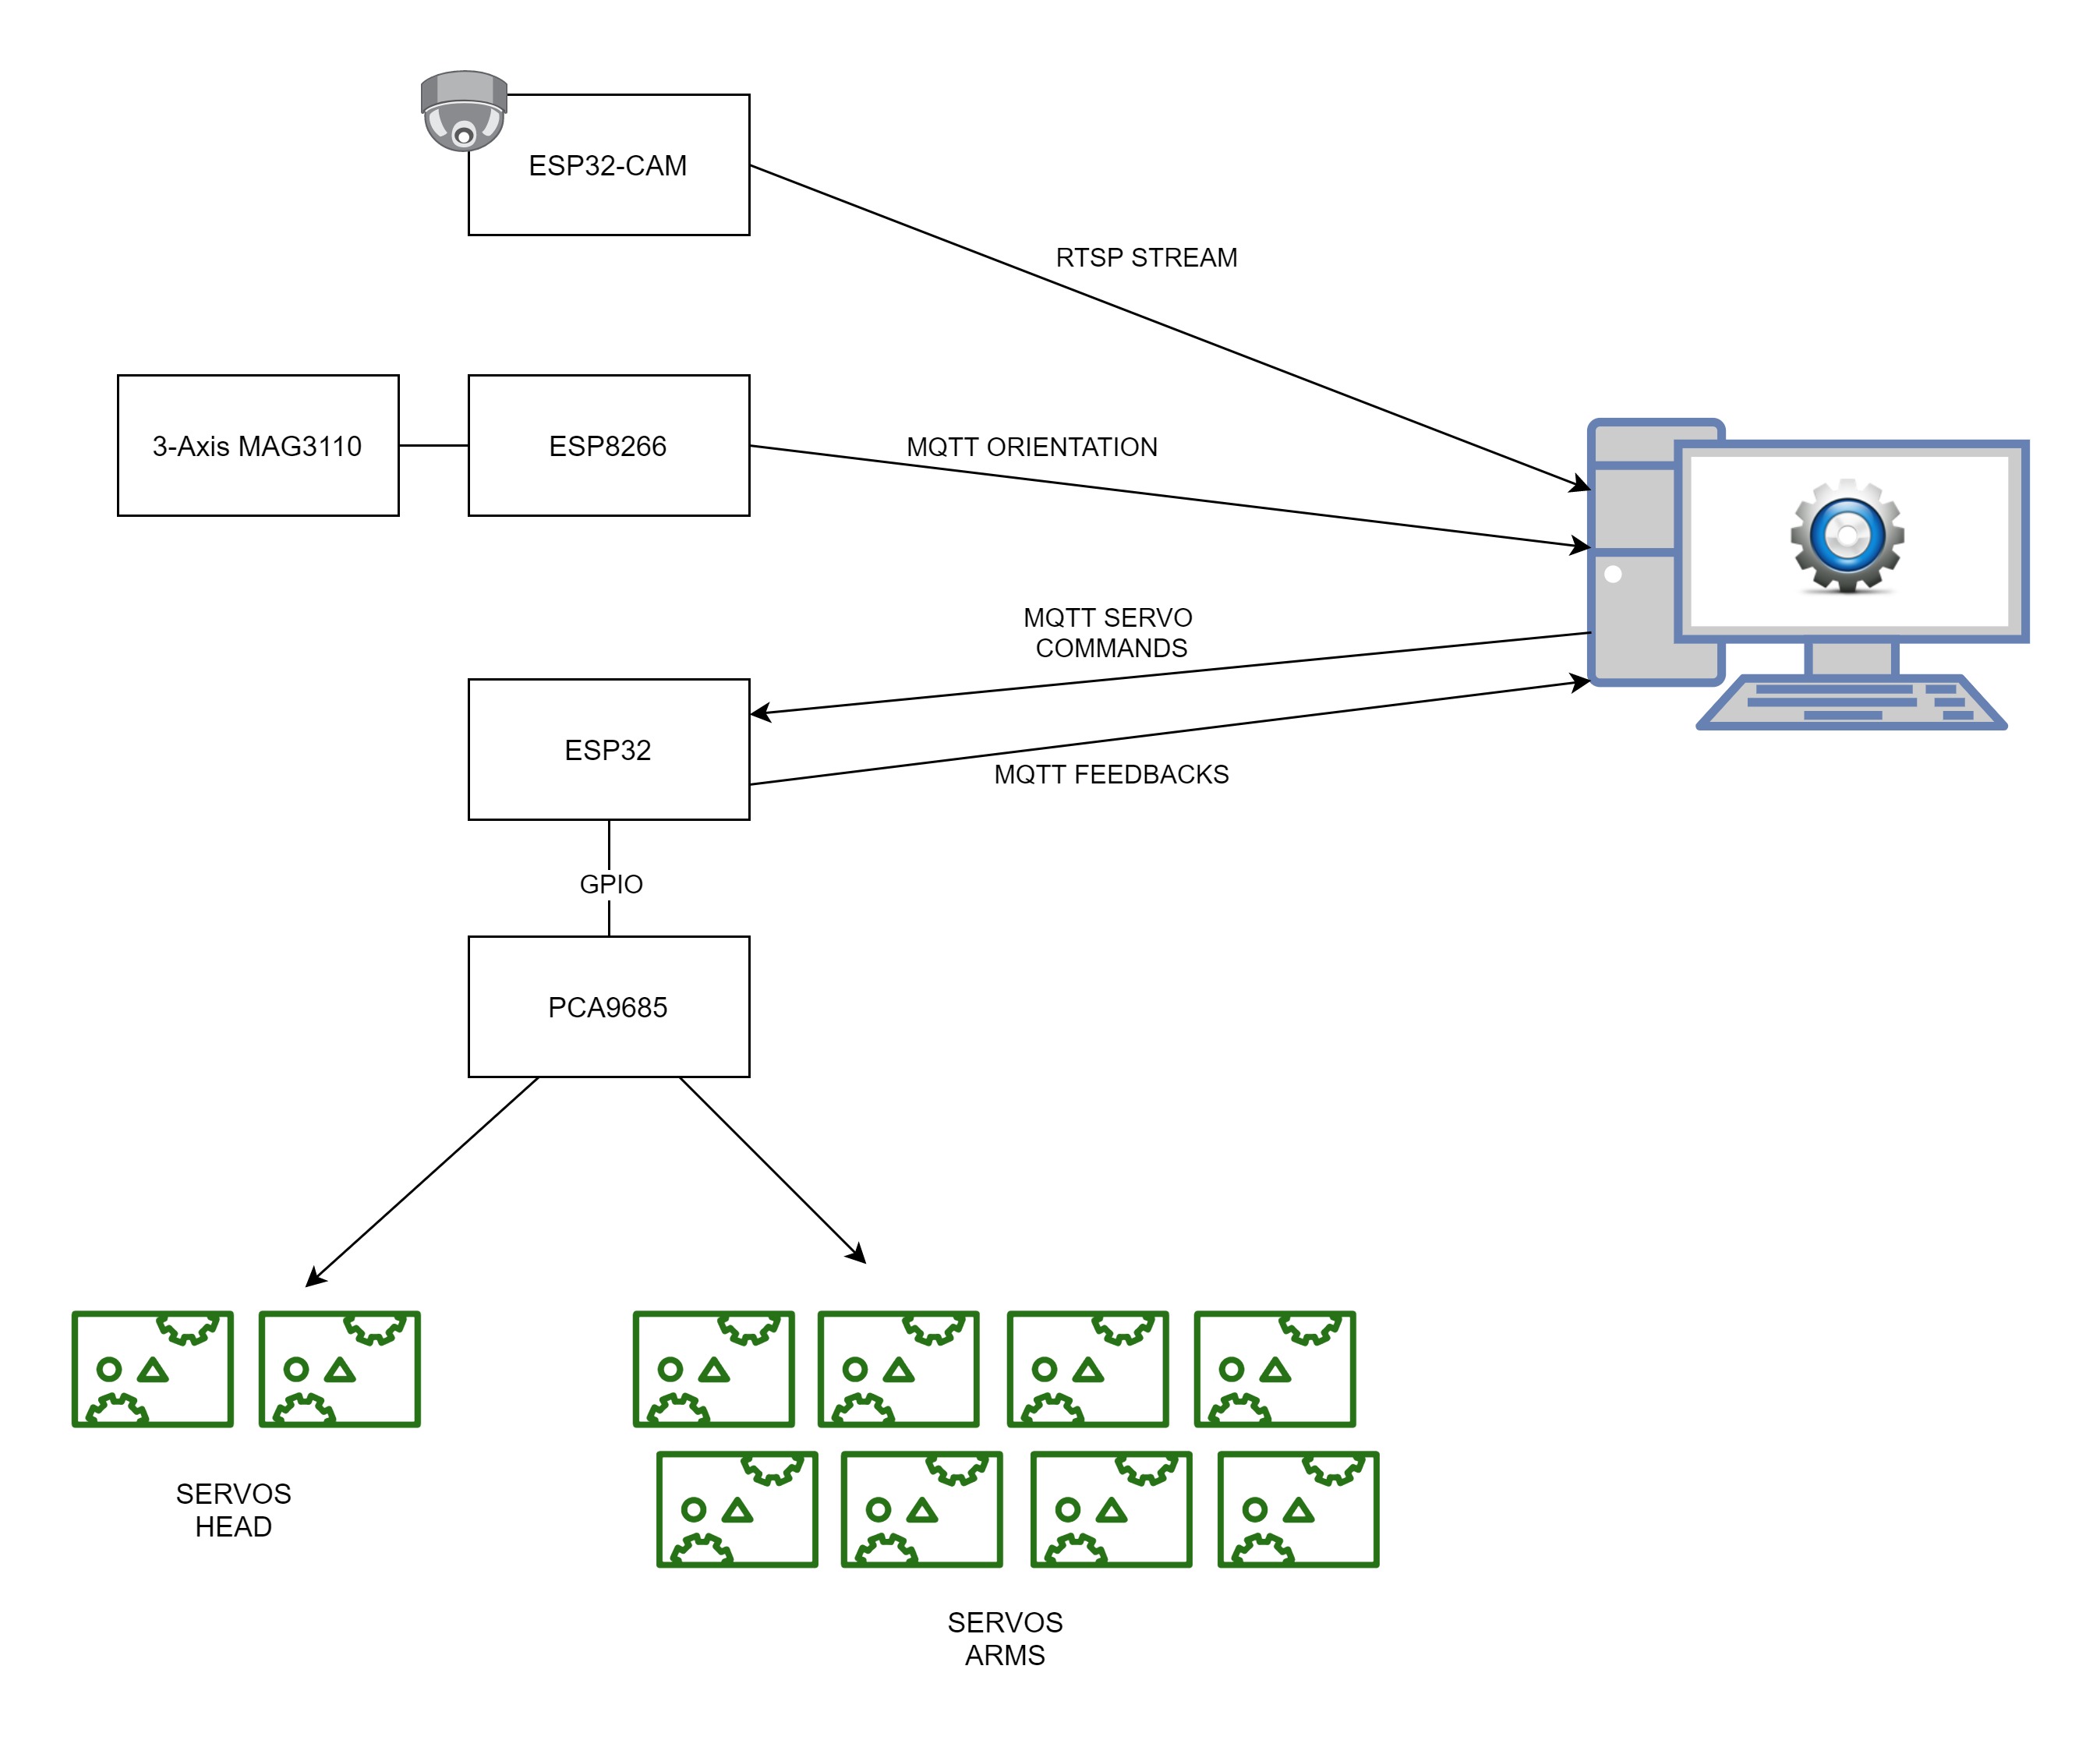 ESP32-CAM
RTSP STREAM
3-Axis MAG3110
ESP8266
MQTT ORIENTATION
MQTT SERVO
COMMANDS
ESP32
MQTT FEEDBACKS
GPIO
PCA9685
SERVOS
HEAD
SERVOS
ARMS